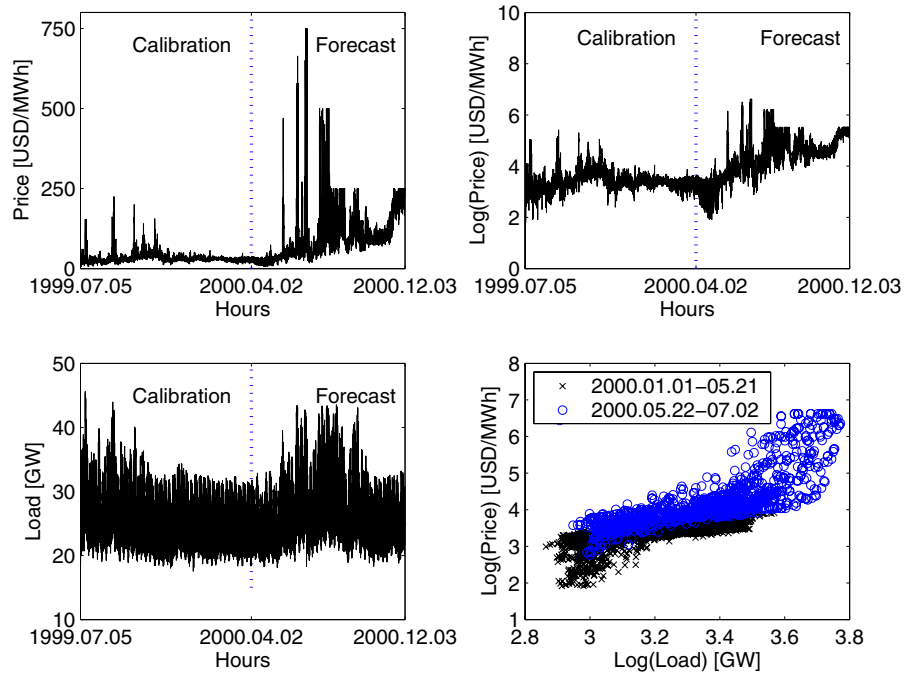 750
500
250
0
Price [USD/MWh]
Calibration
Forecast
1999.07.05
2000.04.02
2000.12.03
Hours
10
8
6
4
2
0
Log(Price) [USD/MWh]
Calibration
Forecast
1999.07.05
2000.04.02
2000.12.03
Hours
50
40
30
20
10
Load [GW]
Calibration
Forecast
1999.07.05
2000.04.02
2000.12.03
Hours
8
7
6
5
4
3
2
1
Log(Price) [USD/MWh]
2000.01.01−05.21
2000.05.22−07.02
2.8
3
3.2
3.4
3.6
3.8
Log(Load) [GW]